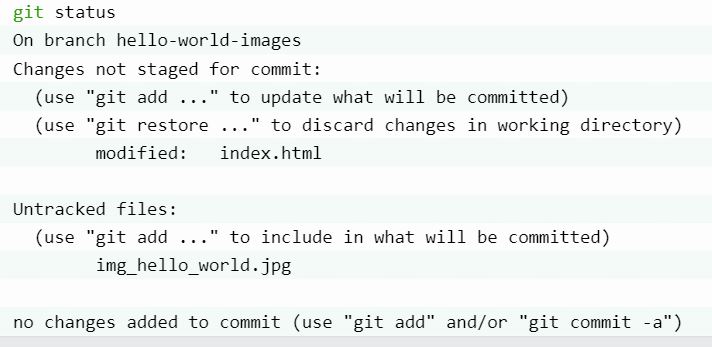 git status
On branch hello-world-images
Changes not staged for commit:
  (use "git add ..." to update what will be committed)
  (use "git restore ..." to discard changes in working directory)
        modified:   index.html

Untracked files:
  (use "git add ..." to include in what will be committed)
        img_hello_world.jpg

no changes added to commit (use "git add" and/or "git commit -a")